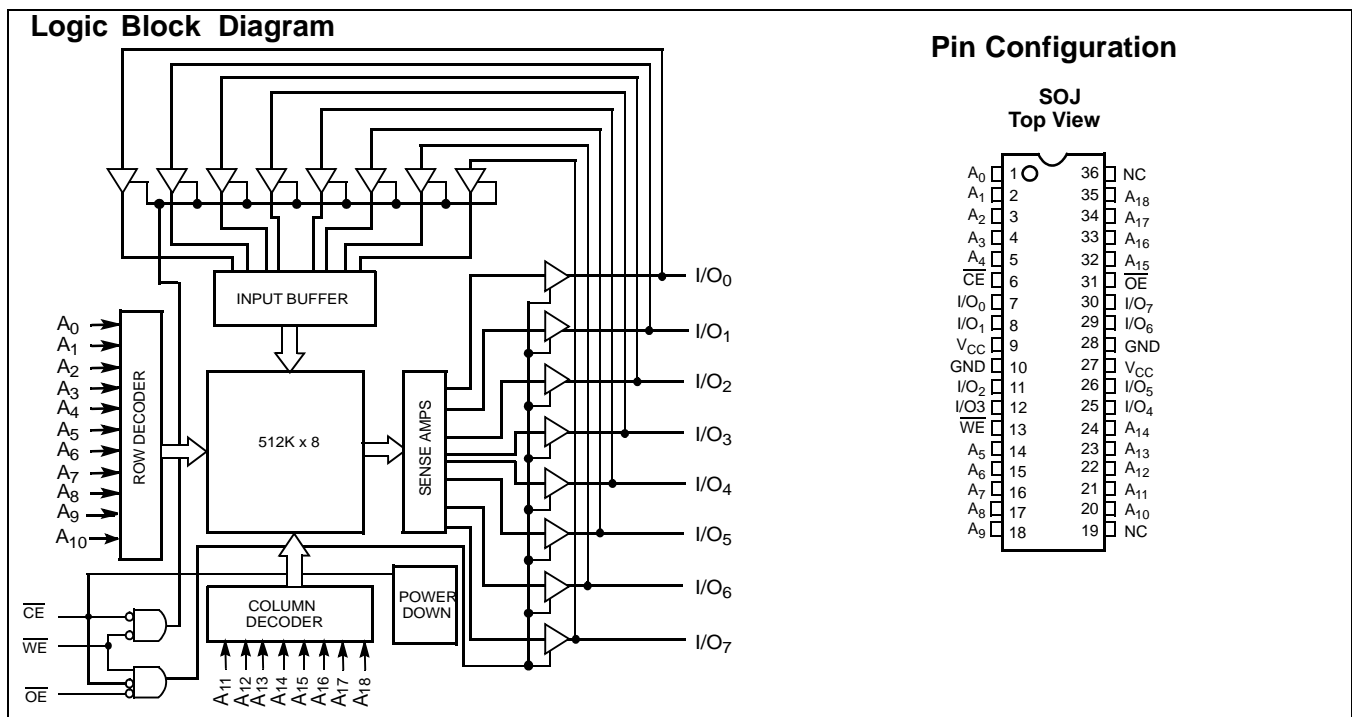 Logic Block Diagram
INPUT BUFFER
A0
A1
A2
A3
A4
A5
A6
A7
A8
A9
A10
ROW DECODER
512K x 8
SENSE AMPS
I/O0
I/O1
I/O2
I/O3
I/O4
I/O5
I/O6
I/O7
COLUMN
DECODER
POWER
DOWN
CE
WE
OE
A11
A12
A13
A14
A15
A16
A17
A18
Pin Configuration
SOJ
Top View
A0 1 36 NC
A1 2 35 A18
A2 3 34 A17
A3 4 33 A16
A4 5 32 A15
CE 6 31 OE
I/O0 7 30 I/O7
I/O1 8 29 I/O6
VCC 9 28 GND
GND 10 27 VCC
I/O2 11 26 I/O5
I/O3 12 25 I/O4
WE 13 24 A14
A5 14 23 A13
A6 15 22 A12
A7 16 21 A11
A8 17 20 A10
A9 18 19 NC